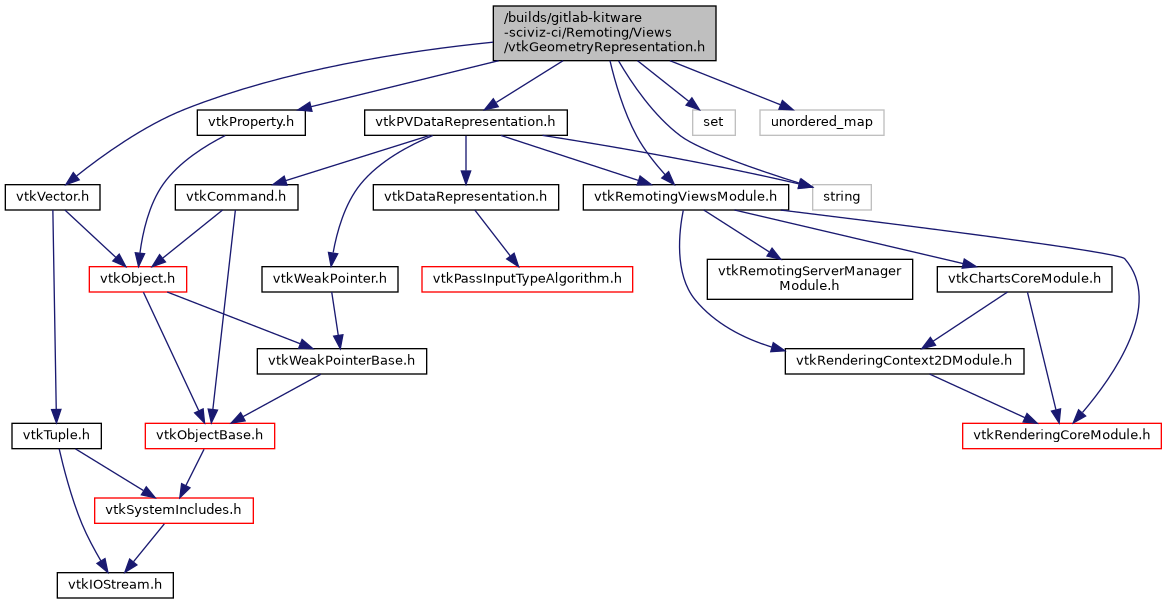 /builds/gitlab-kitware
-sciviz-ci/Remoting/Views
/vtkGeometryRepresentation.h
vtkProperty.h
vtkPVDataRepresentation.h
set
unordered_map
vtkVector.h
vtkCommand.h
vtkDataRepresentation.h
vtkRemotingViewsModule.h
string
vtkObject.h
vtkWeakPointer.h
vtkPassInputTypeAlgorithm.h
vtkRemotingServerManager
Module.h
vtkChartsCoreModule.h
vtkWeakPointerBase.h
vtkRenderingContext2DModule.h
vtkTuple.h
vtkObjectBase.h
vtkRenderingCoreModule.h
vtkSystemIncludes.h
vtkIOStream.h